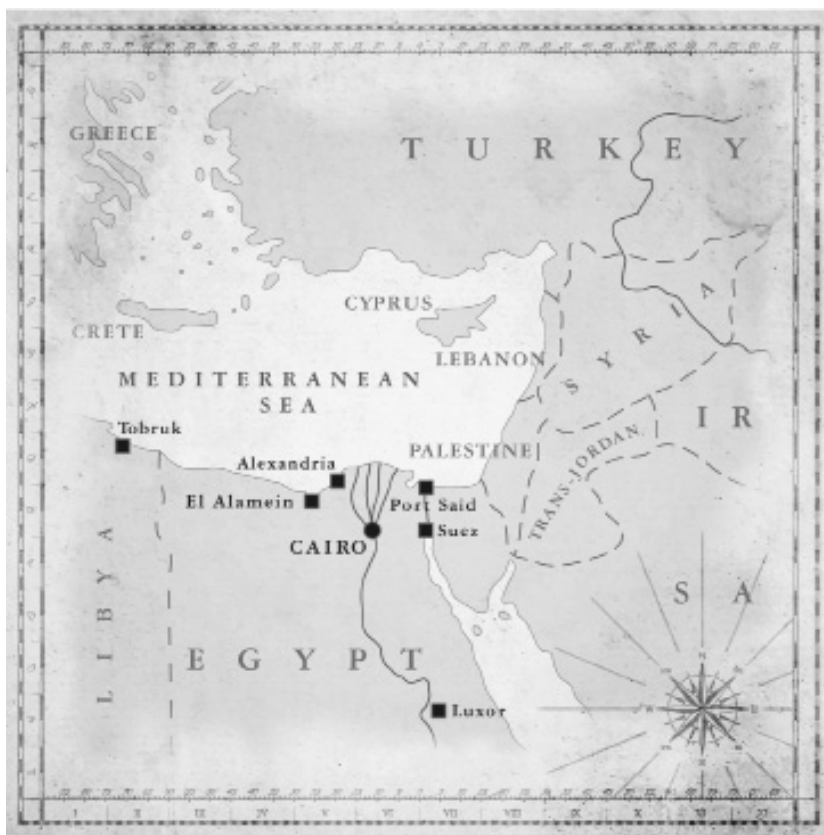 GREECE
TURKEY
CYPRUS
CRETE
SYRIA
LEBANON
MEDITERRANEAN
SEA
IR
Tobruk
PALESTINE
Alexandria
TRANS-JORDAN
El Alamein
Port Said
CAIRO
Suez
LIBYA
SA
EGYPT
Luxor